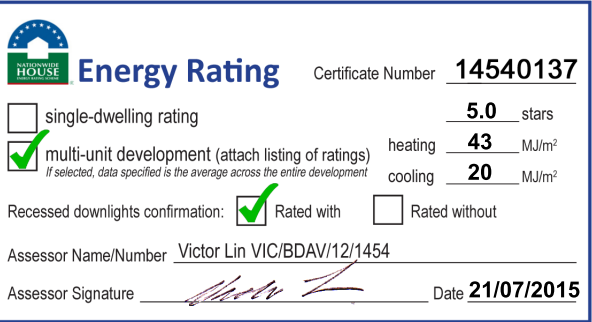 NATIONWIDE
HOUSE
ENERGY RATING SCHEME
Energy Rating
Certificate Number 14540137
single-dwelling rating
5.0 stars
multi-unit development (attach listing of ratings)
If selected, data specified is the average across the entire development
heating 43 MJ/m²
cooling 20 MJ/m²
Recessed downlights confirmation: Rated with Rated without
Assessor Name/Number Victor Lin VIC/BDAV/12/1454
Assessor Signature Date 21/07/2015